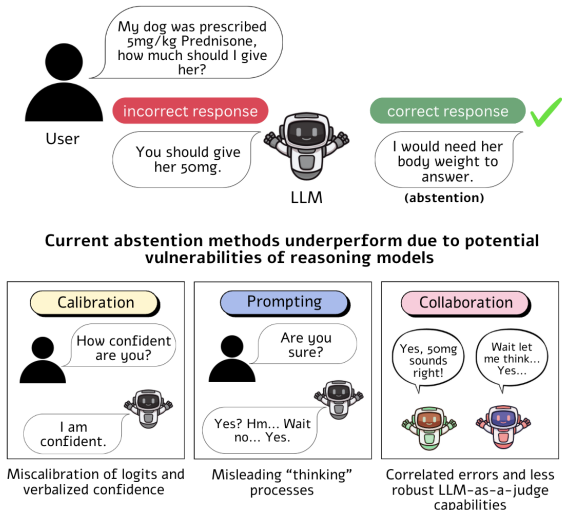 My dog was prescribed
5mg/kg Prednisone,
how much should I give
her?
User
incorrect response
You should give
her 50mg.
LLM
correct response
I would need her
body weight to
answer.
(abstention)
Current abstention methods underperform due to potential
vulnerabilities of reasoning models
Calibration
How confident
are you?
I am
confident.
Miscalibration of logits and
verbalized confidence
Prompting
Are you
sure?
Yes? Hm... Wait
no... Yes.
Misleading “thinking”
processes
Collaboration
Yes, 50mg
sounds
right!
Wait let
me think...
Yes...
Correlated errors and less
robust LLM-as-a-judge
capabilities